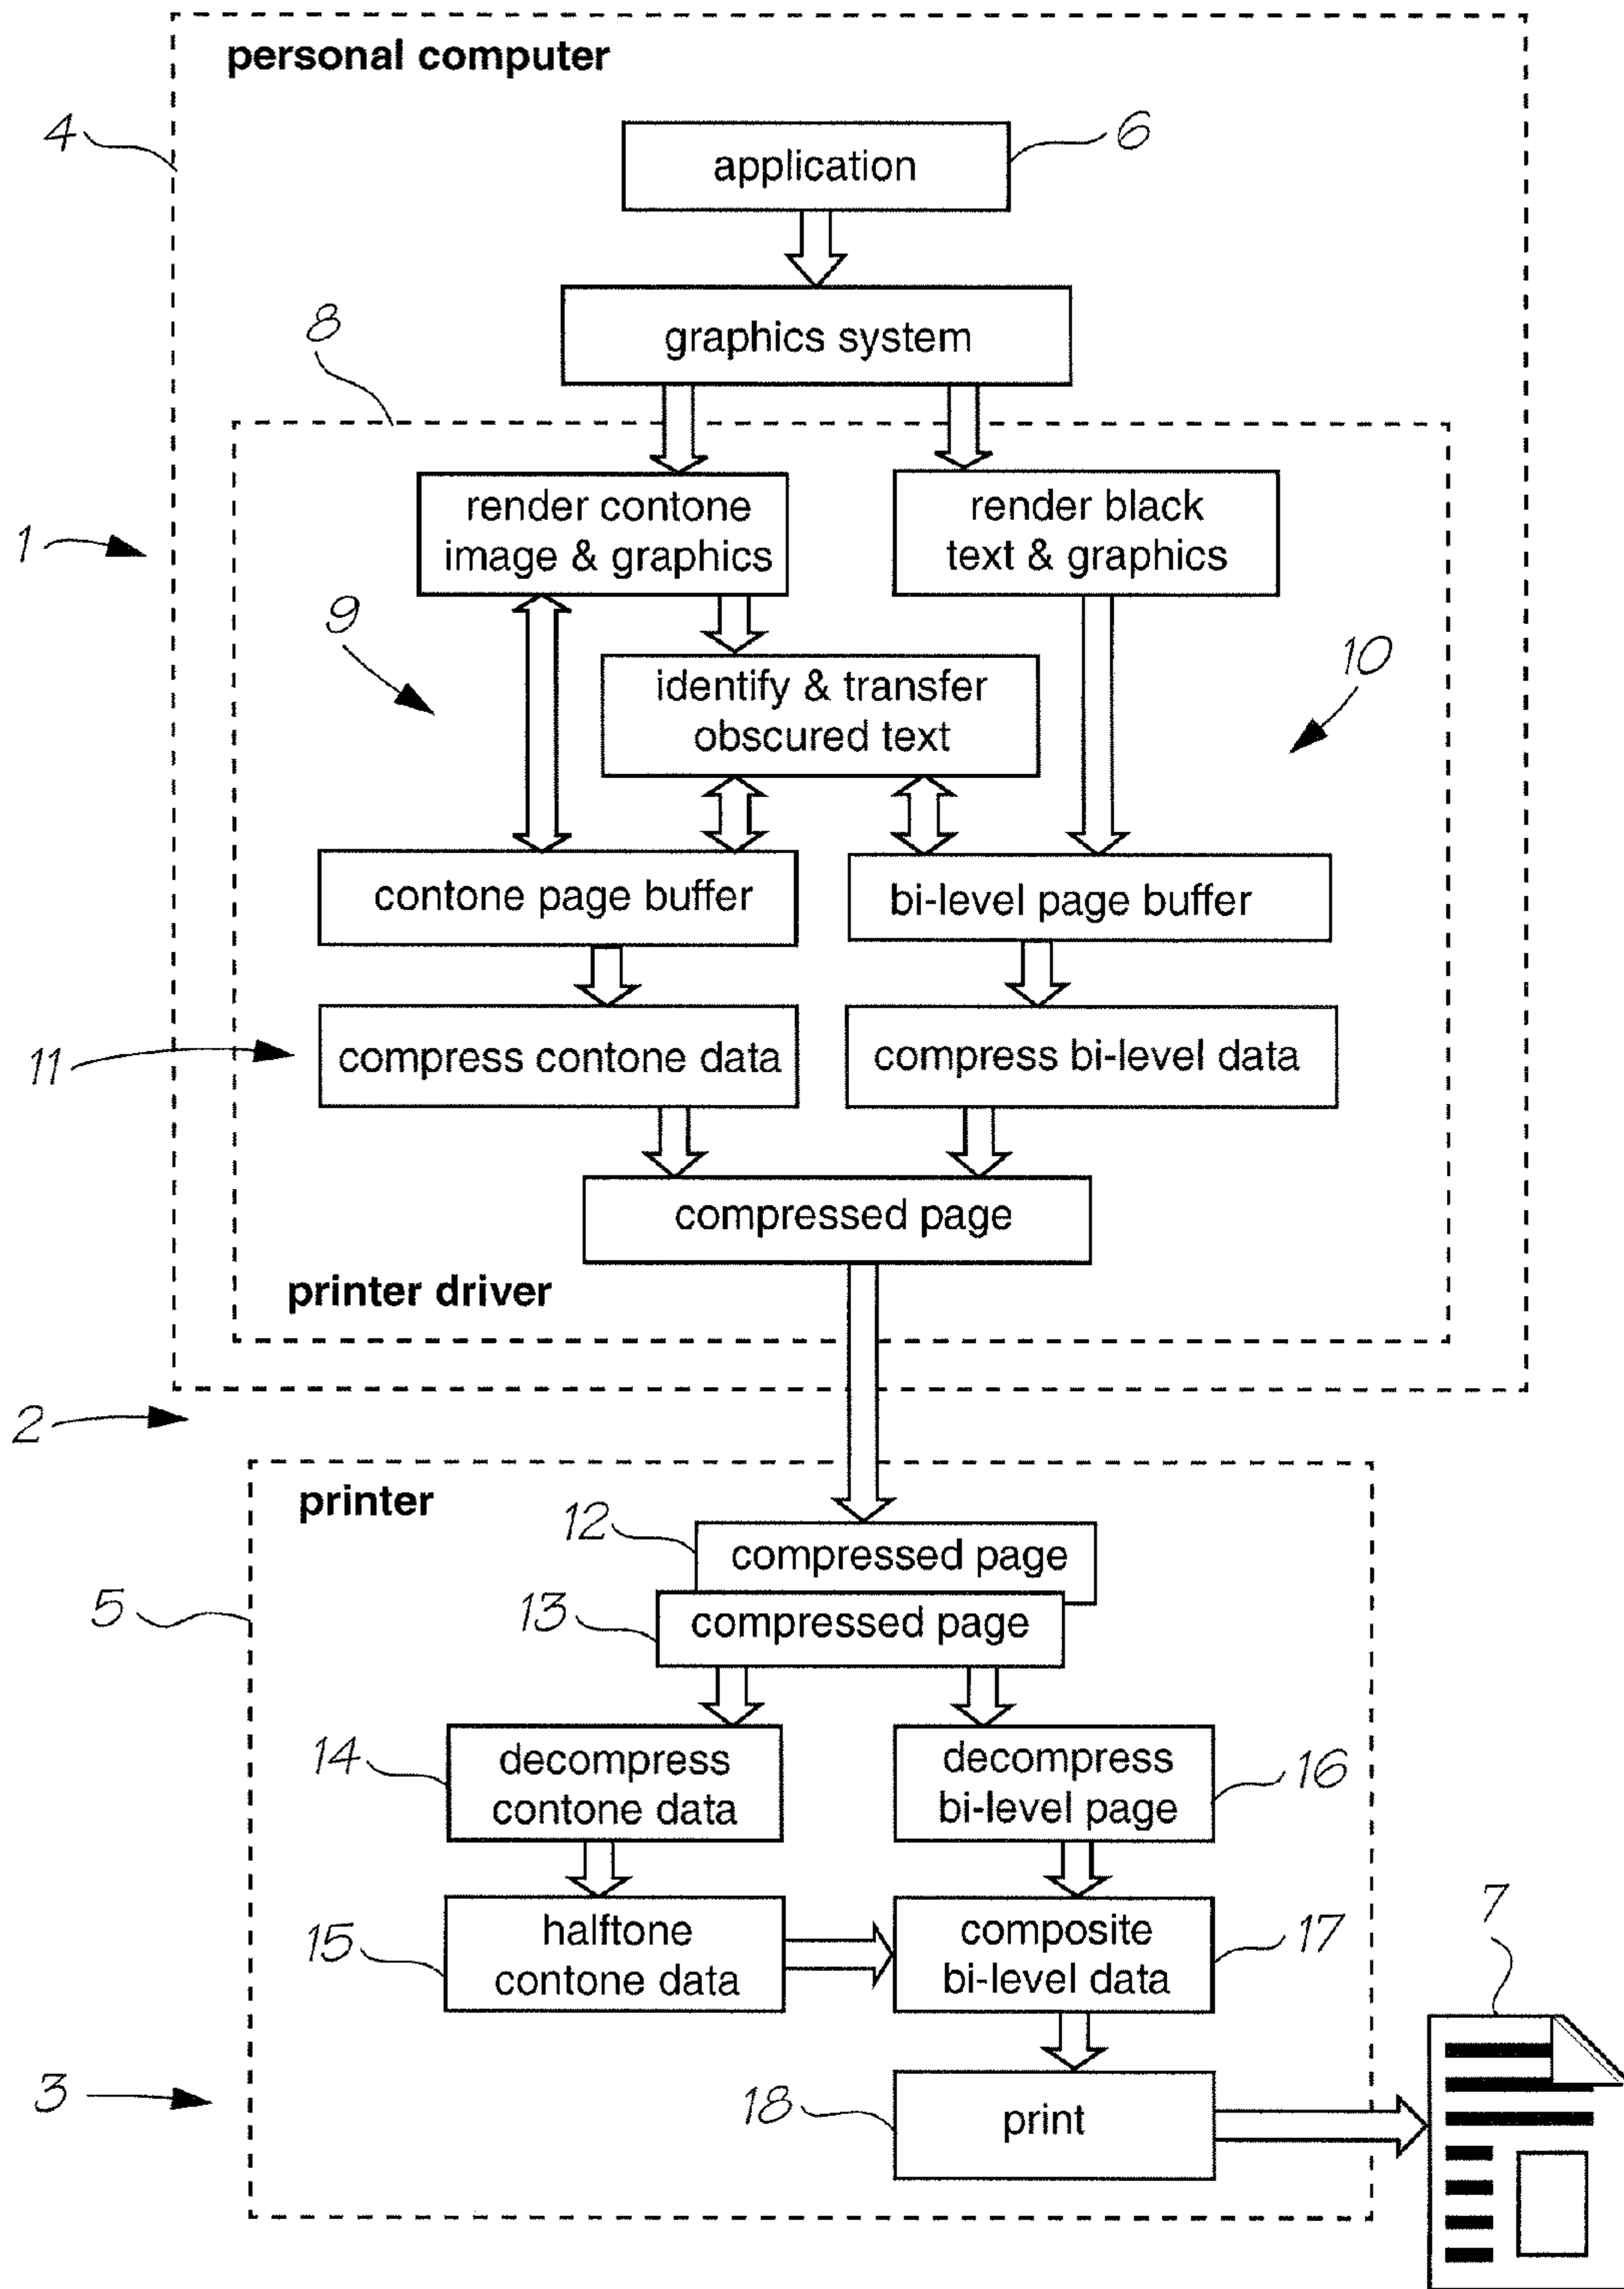 personal computer
4
application
6
graphics system
8
render contone
image & graphics
render black
text & graphics
1
9
identify & transfer
obscured text
10
contone page buffer
bi-level page buffer
11
compress contone data
compress bi-level data
compressed page
printer driver
2
printer
12
compressed page
5
13
compressed page
14
decompress
contone data
decompress
bi-level page
16
15
halftone
contone data
composite
bi-level data
17
7
3
18
print